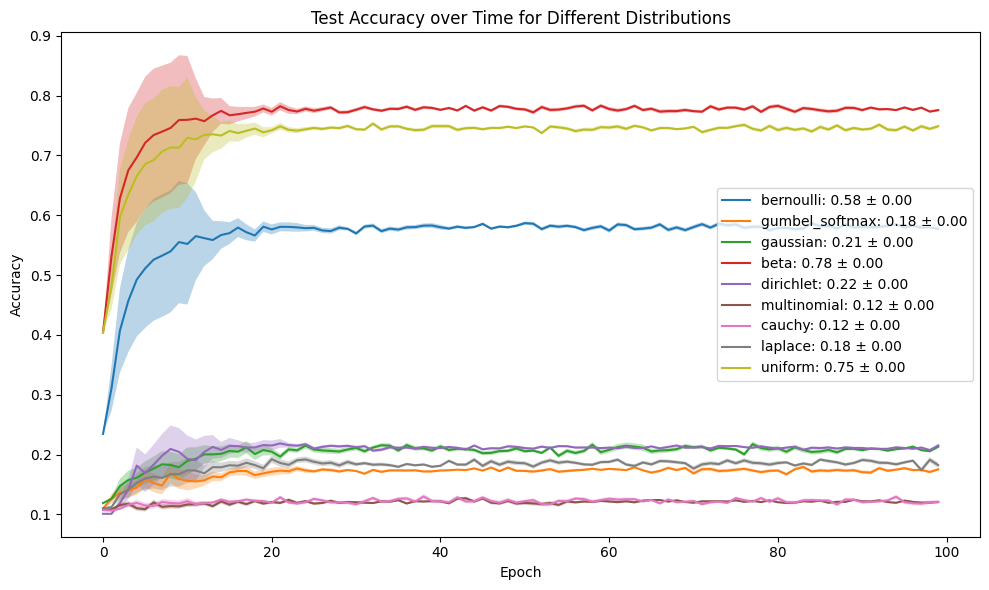 Test Accuracy over Time for Different Distributions
Accuracy
0.9
0.8
0.7
0.6
0.5
0.4
0.3
0.2
0.1
bernoulli: 0.58 ± 0.00
gumbel_softmax: 0.18 ± 0.00
gaussian: 0.21 ± 0.00
beta: 0.78 ± 0.00
dirichlet: 0.22 ± 0.00
multinomial: 0.12 ± 0.00
cauchy: 0.12 ± 0.00
laplace: 0.18 ± 0.00
uniform: 0.75 ± 0.00
0 20 40 60 80 100
Epoch